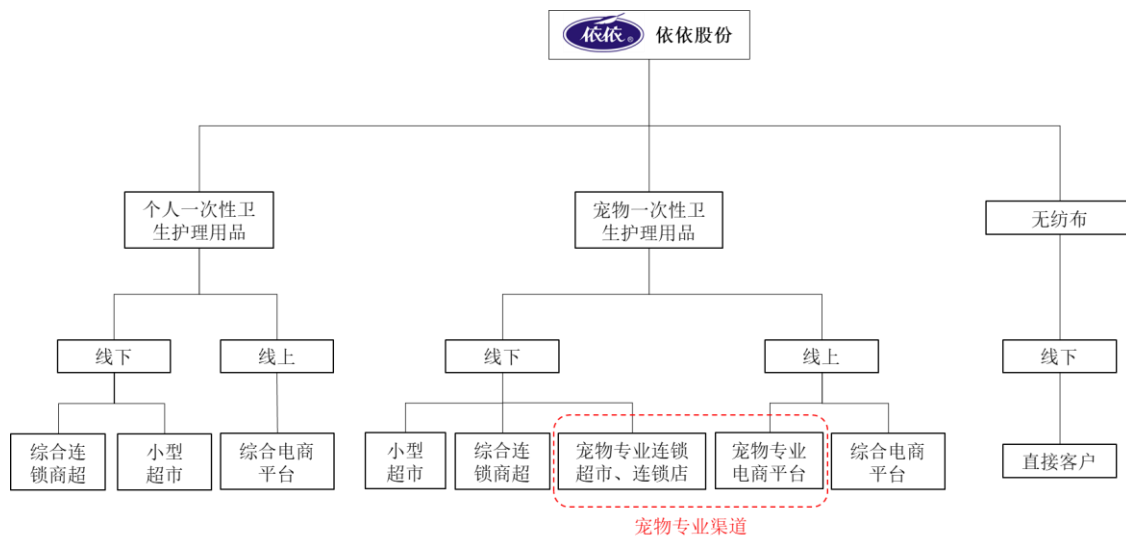 依依® 依依股份
个人一次性卫
生护理用品
宠物一次性卫
生护理用品
无纺布
线下
线上
线下
线上
线下
综合连
锁商超
小型
超市
综合电商
平台
小型
超市
综合连
锁商超
宠物专业连锁
超市、连锁店
宠物专业
电商平台
综合电商
平台
直接客户
宠物专业渠道